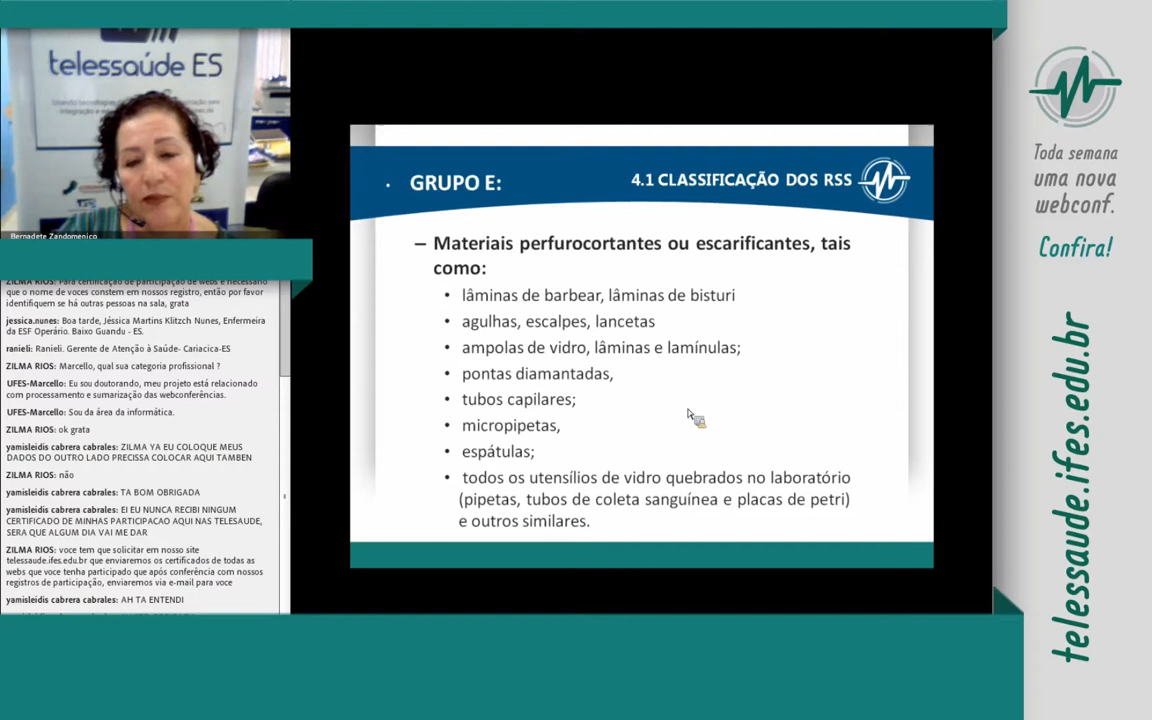 telessaúde ES
Bernadete Zandomenico
ZILMA RIOS: Para certificação de participação de webs é necessário
que o nome de voces constem em nossos registro, então por favor
identifiquem se há outras pessoas na sala, grata
jessica.nunes: Boa tarde, Jéssica Martins Klitzch Nunes, Enfermeira
da ESF Operário. Baixo Guandu - ES.
ranieli: Ranieli. Gerente de Atenção à Saúde- Cariacica-ES
ZILMA RIOS: Marcello, qual sua categoria profissional ?
UFES-Marcello: Eu sou doutorando, meu projeto está relacionado
com processamento e sumarização das webconferências.
UFES-Marcello: Sou da área da informática.
ZILMA RIOS: ok grata
yamisleidis cabrera cabrales: ZILMA YA EU COLOQUE MEUS
DADOS DO OUTRO LADO PRECISSA COLOCAR AQUI TAMBEN
ZILMA RIOS: não
yamisleidis cabrera cabrales: TA BOM OBRIGADA
yamisleidis cabrera cabrales: EI EU NUNCA RECIBI NINGUM
CERTIFICADO DE MINHAS PARTICIPACAO AQUI NAS TELESAUDE,
SERA QUE ALGUM DIA VAI ME DAR
ZILMA RIOS: voce tem que solicitar em nosso site
telessaude.ifes.edu.br que enviaremos os certificados de todas as
webs que voce tenha participado que após conferência com nossos
registros de participação, enviaremos via e-mail para voce
yamisleidis cabrera cabrales: AH TA ENTENDI
• GRUPO E:
4.1 CLASSIFICAÇÃO DOS RSS
– Materiais perfurocortantes ou escarificantes, tais
como:
• lâminas de barbear, lâminas de bisturi
• agulhas, escalpes, lancetas
• ampolas de vidro, lâminas e lamínulas;
• pontas diamantadas,
• tubos capilares;
• micropipetas,
• espátulas;
• todos os utensílios de vidro quebrados no laboratório
(pipetas, tubos de coleta sanguínea e placas de petri)
e outros similares.
Toda semana
uma nova
webconf.
Confira!
telessaude.ifes.edu.br